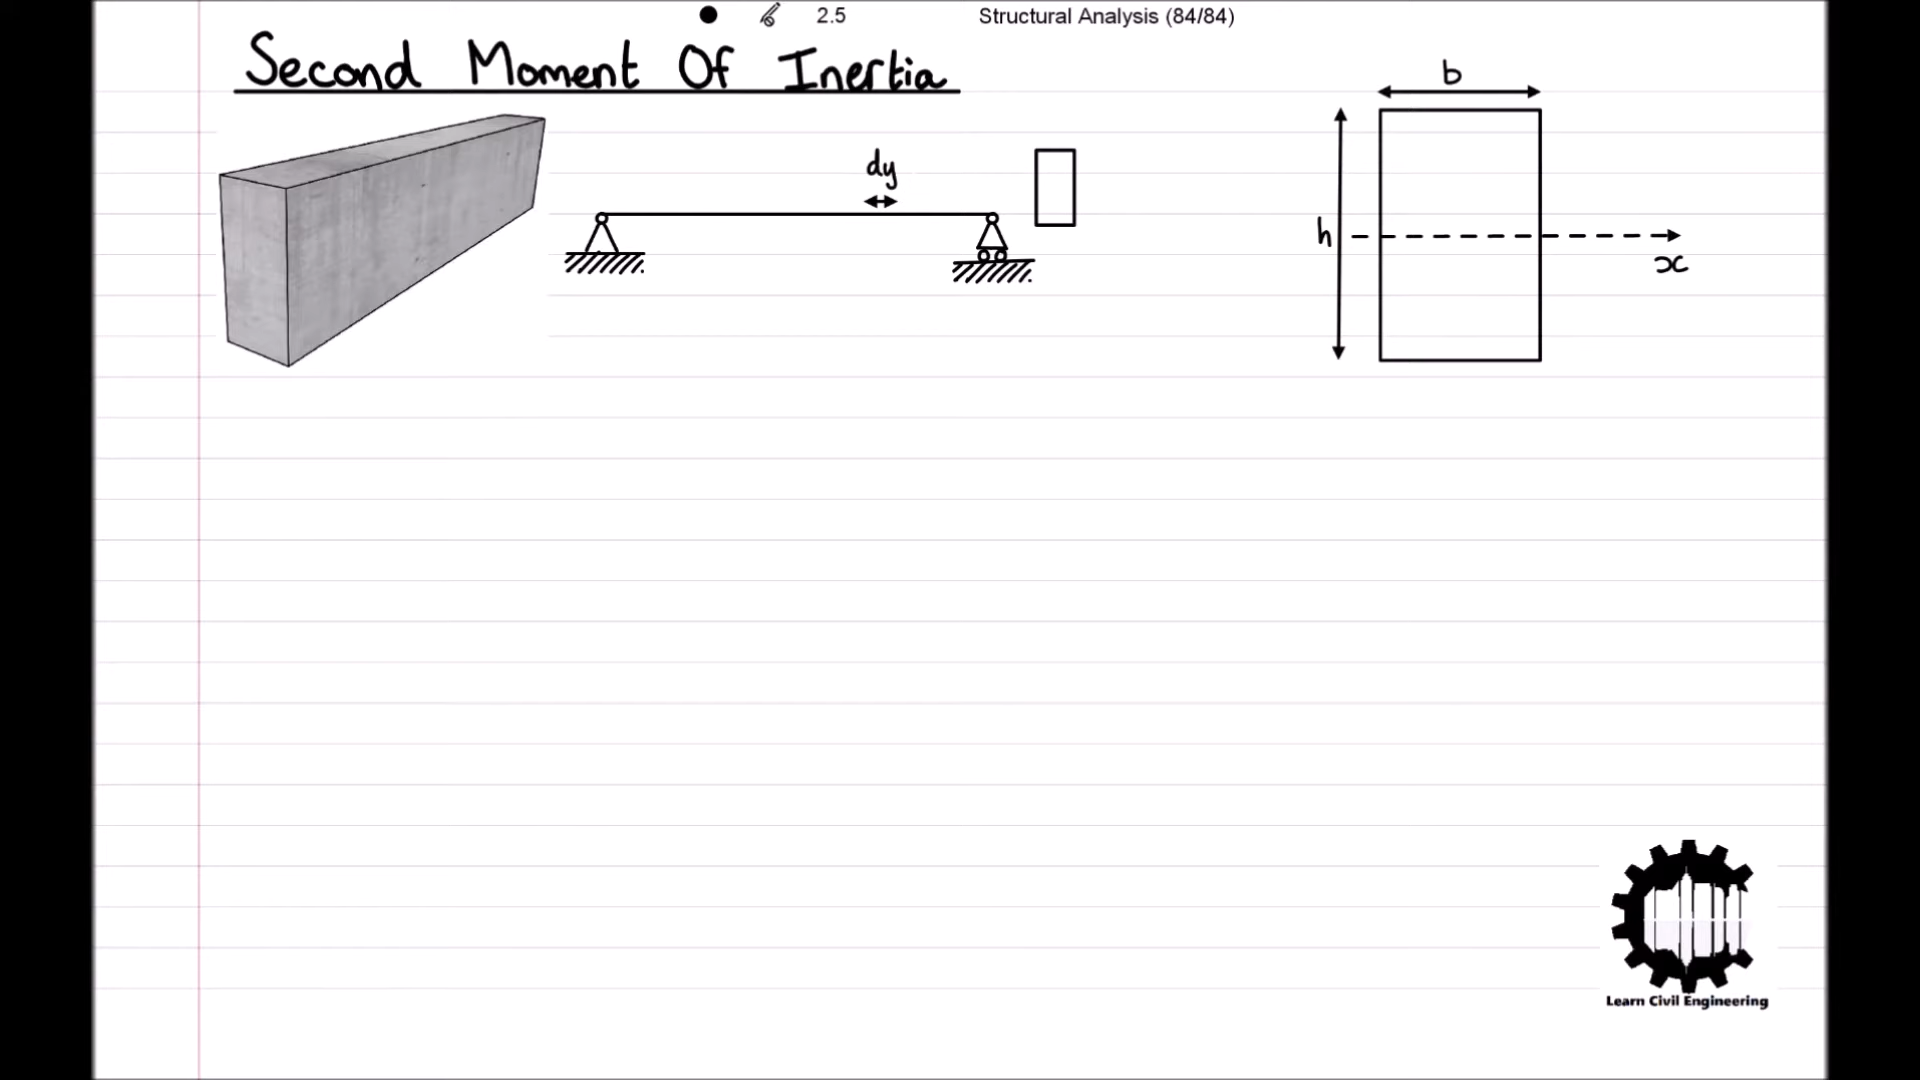 2.5 Structural Analysis (84/84)
Second Moment Of Inertia
b
dy
h
x
Learn Civil Engineering